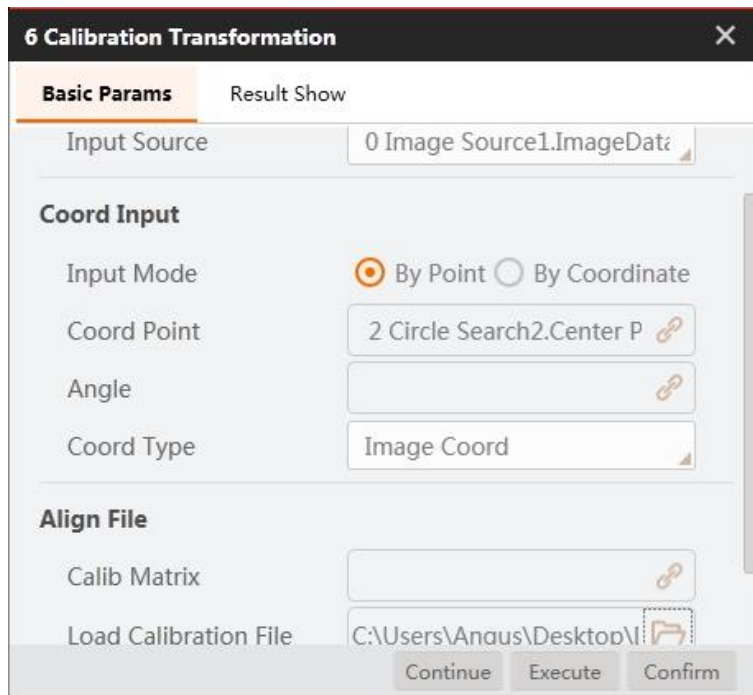 6 Calibration Transformation
Basic Params Result Show
Input Source 0 Image Source1.ImageData
Coord Input
Input Mode By Point By Coordinate
Coord Point 2 Circle Search2.Center P
Angle
Coord Type Image Coord
Align File
Calib Matrix
Load Calibration File C:\Users\Angus\Desktop\
Continue Execute Confirm